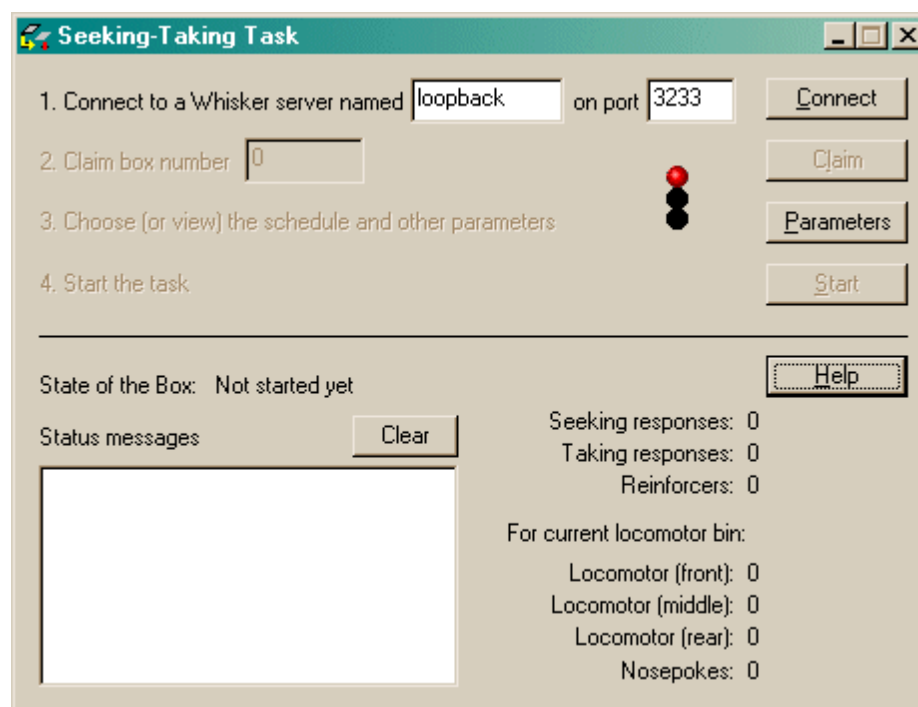 Seeking-Taking Task
1. Connect to a Whisker server named loopback on port 3233 Connect
2. Claim box number 0 Claim
3. Choose (or view) the schedule and other parameters Parameters
4. Start the task Start
State of the Box: Not started yet Help
Status messages Clear
Seeking responses: 0
Taking responses: 0
Reinforcers: 0
For current locomotor bin:
Locomotor (front): 0
Locomotor (middle): 0
Locomotor (rear): 0
Nosepokes: 0